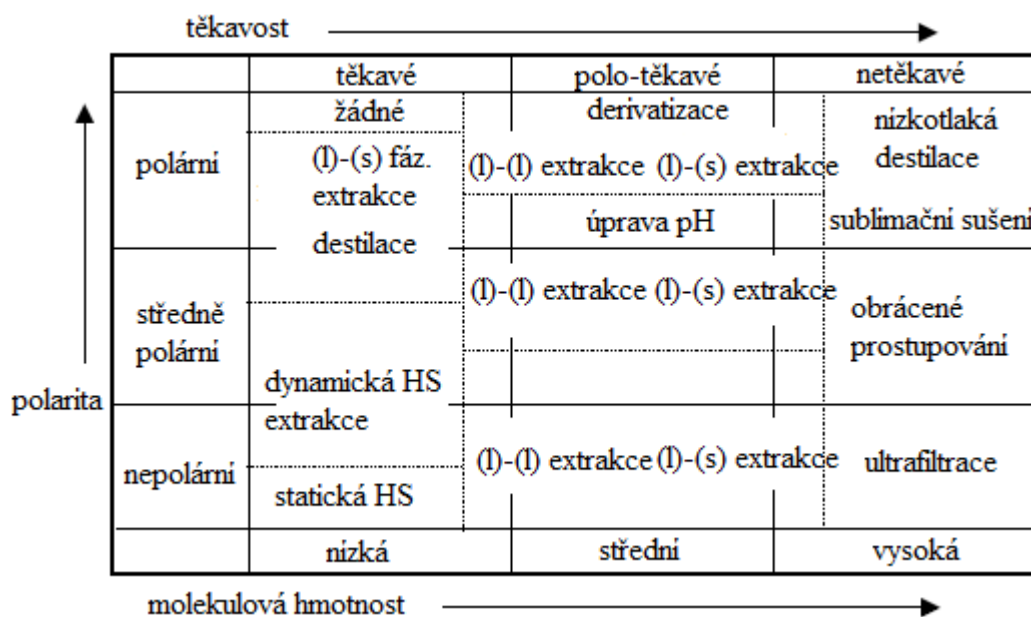 těkavost
těkavé polo-těkavé netěkavé
žádné derivatizace nízkotlaká
destilace
polární (l)-(s) fáz.
extrakce (l)-(l) extrakce (l)-(s) extrakce
destilace úprava pH sublimační sušení
středně
polární (l)-(l) extrakce (l)-(s) extrakce obrácené
prostupování
polarita dynamická HS
extrakce
nepolární (l)-(l) extrakce (l)-(s) extrakce ultrafiltrace
statická HS
nízká střední vysoká
molekulová hmotnost